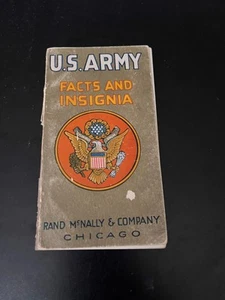 U.S. ARMY
FACTS AND
INSIGNIA
RAND MCNALLY & COMPANY
CHICAGO